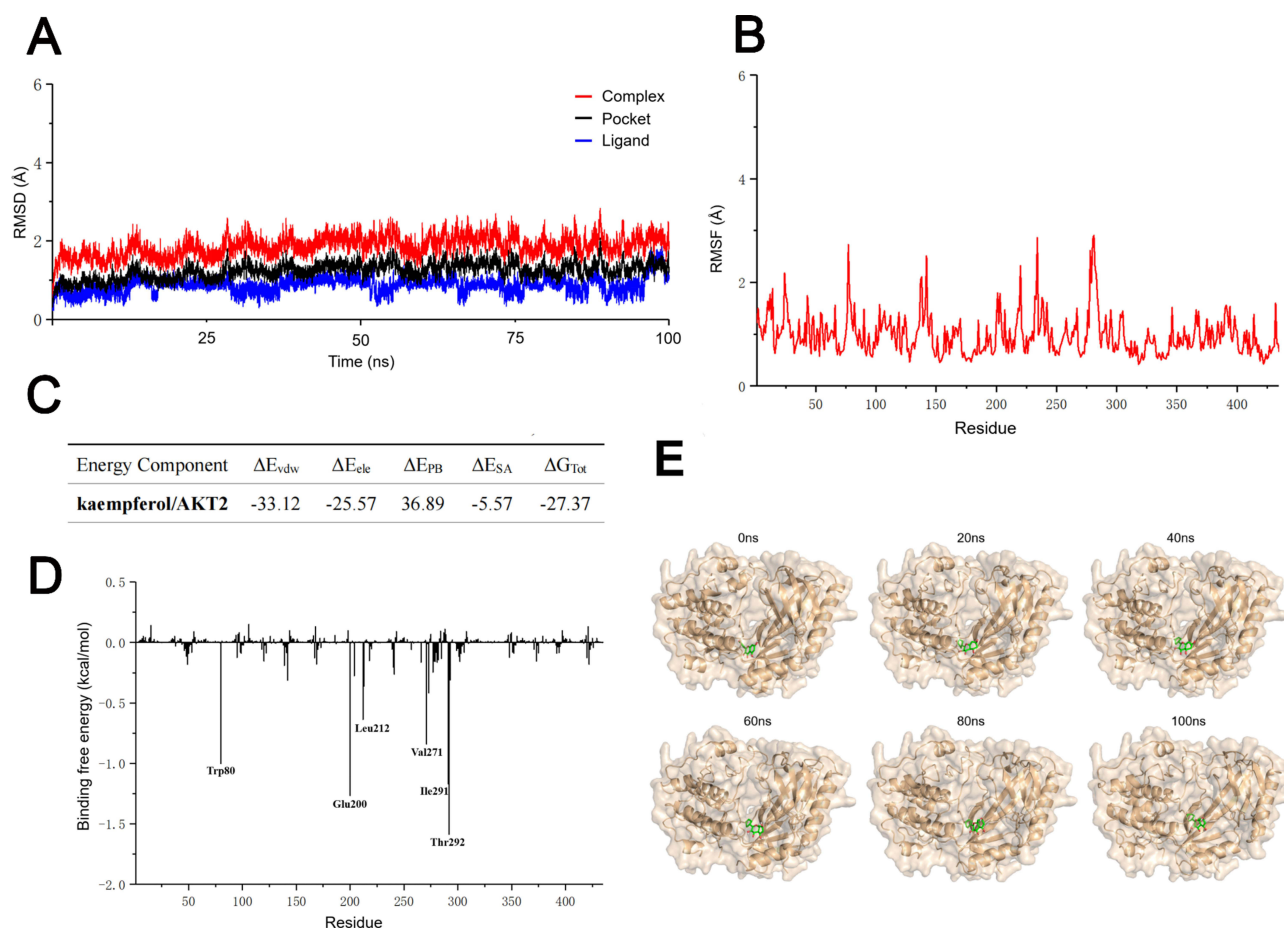 A
6
4
2
0
RMSD (Å)
25
50
75
100
Time (ns)
Complex
Pocket
Ligand
B
6
4
2
0
RMSF (Å)
50
100
150
200
250
300
350
400
Residue
C
Energy Component ΔEvdw ΔEele ΔEPB ΔESA ΔGTot
kaempferol/AKT2 -33.12 -25.57 36.89 -5.57 -27.37
D
0.5
0.0
-0.5
-1.0
-1.5
-2.0
Binding free energy (kcal/mol)
Trp80
Glu200
Leu212
Val271
Ile291
Thr292
50
100
150
200
250
300
350
400
Residue
E
0ns
20ns
40ns
60ns
80ns
100ns